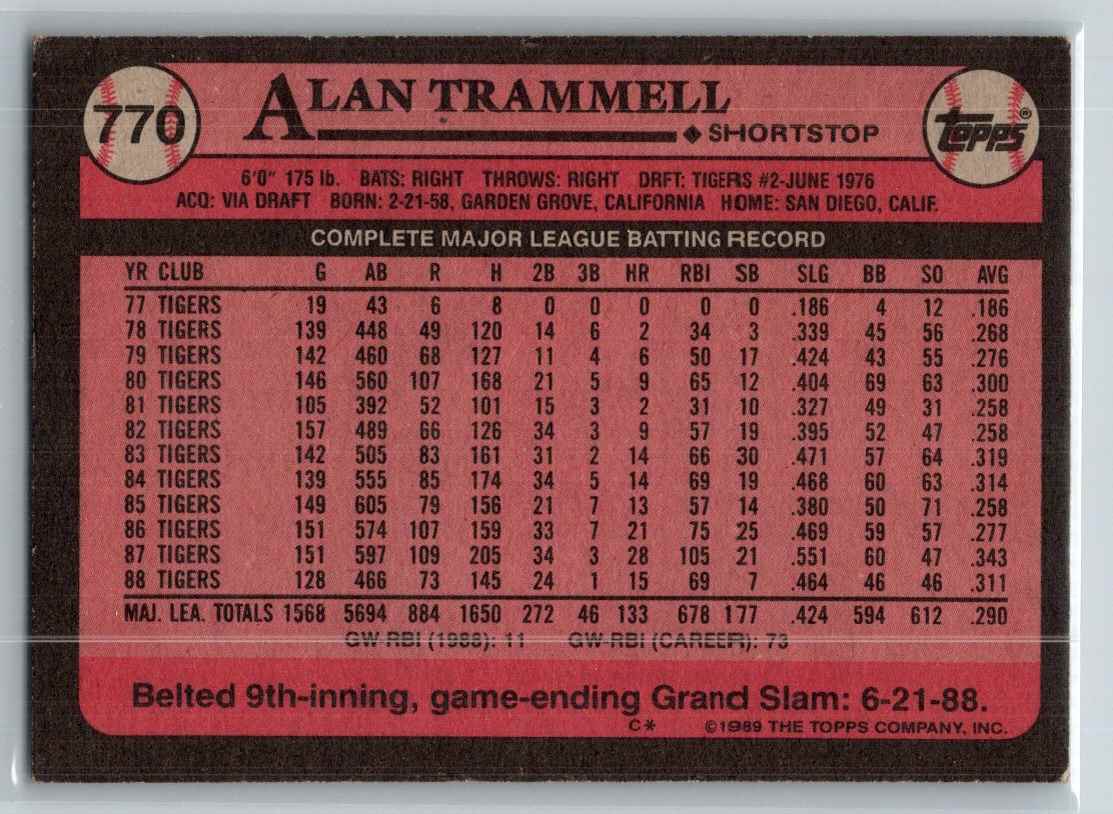 770 ALAN TRAMMELL topps®
◆ SHORTSTOP
6'0" 175 lb. BATS: RIGHT THROWS: RIGHT DRFT: TIGERS #2-JUNE 1976
ACQ: VIA DRAFT BORN: 2-21-58, GARDEN GROVE, CALIFORNIA HOME: SAN DIEGO, CALIF.
COMPLETE MAJOR LEAGUE BATTING RECORD
YR CLUB G AB R H 2B 3B HR RBI SB SLG BB SO AVG
77 TIGERS 19 43 6 8 0 0 0 0 0 .186 4 12 .186
78 TIGERS 139 448 49 120 14 6 2 34 3 .339 45 56 .268
79 TIGERS 142 460 68 127 11 4 6 50 17 .424 43 55 .276
80 TIGERS 146 560 107 168 21 5 9 65 12 .404 69 63 .300
81 TIGERS 105 392 52 101 15 3 2 31 10 .327 49 31 .258
82 TIGERS 157 489 66 126 34 3 9 57 19 .395 52 47 .258
83 TIGERS 142 505 83 161 31 2 14 66 30 .471 57 64 .319
84 TIGERS 139 555 85 174 34 5 14 69 19 .468 60 63 .314
85 TIGERS 149 605 79 156 21 7 13 57 14 .380 50 71 .258
86 TIGERS 151 574 107 159 33 7 21 75 25 .469 59 57 .277
87 TIGERS 151 597 109 205 34 3 28 105 21 .551 60 47 .343
88 TIGERS 128 466 73 145 24 1 15 69 7 .464 46 46 .311
MAJ. LEA. TOTALS 1568 5694 884 1650 272 46 133 678 177 .424 594 612 .290
GW-RBI (1988): 11 GW-RBI (CAREER): 73
Belted 9th-inning, game-ending Grand Slam: 6-21-88.
C* ©1989 THE TOPPS COMPANY, INC.